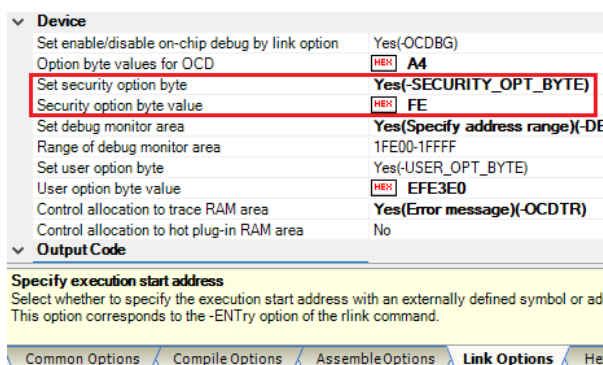 Device
Set enable/disable on-chip debug by link option Yes(-OCDBG)
Option byte values for OCD HEX A4
Set security option byte Yes(-SECURITY_OPT_BYTE)
Security option byte value HEX FE
Set debug monitor area Yes(Specify address range)(-DE
Range of debug monitor area 1FE00-1FFFF
Set user option byte Yes(-USER_OPT_BYTE)
User option byte value HEX EFE3E0
Control allocation to trace RAM area Yes(Error message)(-OCDTR)
Control allocation to hot plug-in RAM area No
Output Code
Specify execution start address
Select whether to specify the execution start address with an externally defined symbol or ad
This option corresponds to the -ENTry option of the rlink command.
Common Options Compile Options Assemble Options Link Options He